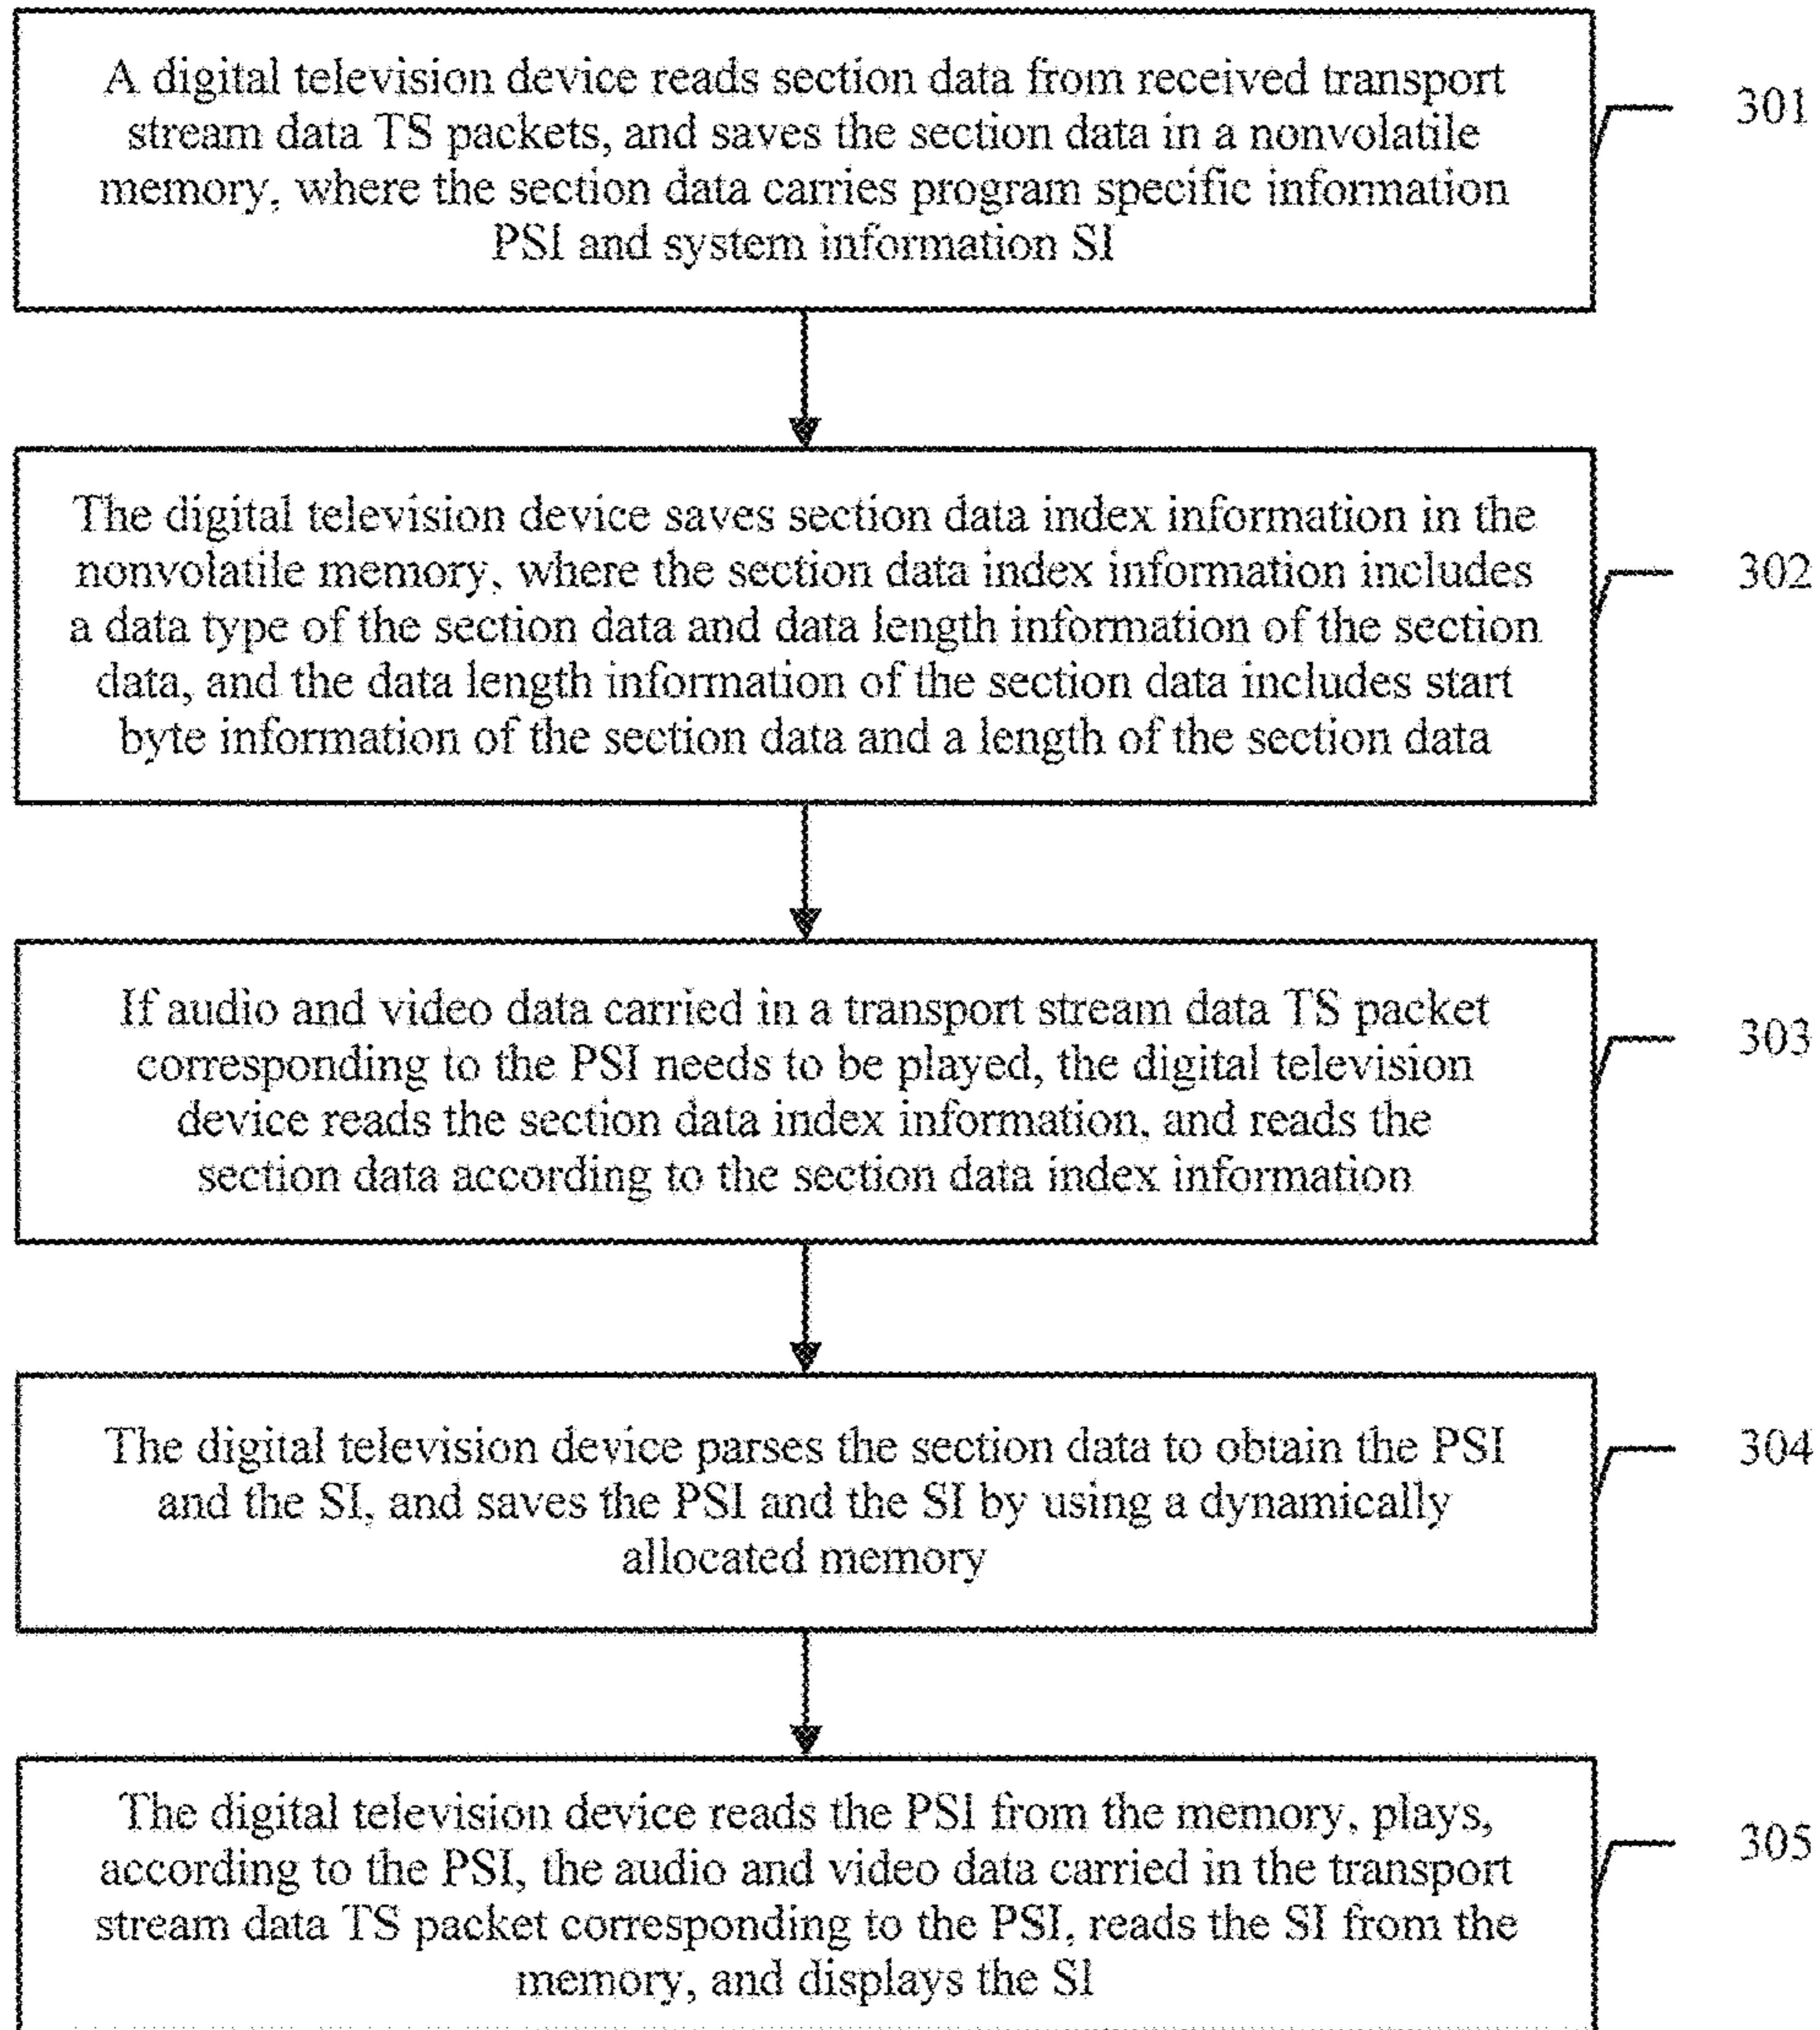 A digital television device reads section data from received transport
stream data TS packets, and saves the section data in a nonvolatile
memory, where the section data carries program specific information
PSI and system information SI
301
The digital television device saves section data index information in the
nonvolatile memory, where the section data index information includes
a data type of the section data and data length information of the section
data, and the data length information of the section data includes start
byte information of the section data and a length of the section data
302
If audio and video data carried in a transport stream data TS packet
corresponding to the PSI needs to be played, the digital television
device reads the section data index information, and reads the
section data according to the section data index information
303
The digital television device parses the section data to obtain the PSI
and the SI, and saves the PSI and the SI by using a dynamically
allocated memory
304
The digital television device reads the PSI from the memory, plays,
according to the PSI, the audio and video data carried in the transport
stream data TS packet corresponding to the PSI, reads the SI from the
memory, and displays the SI
305